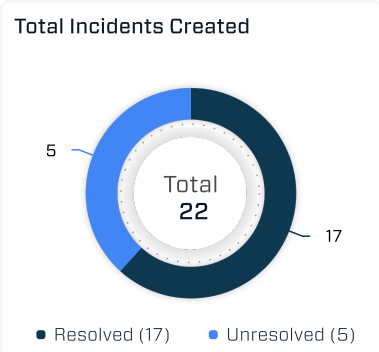 Total Incidents Created
5
Total
22
17
Resolved (17) Unresolved (5)